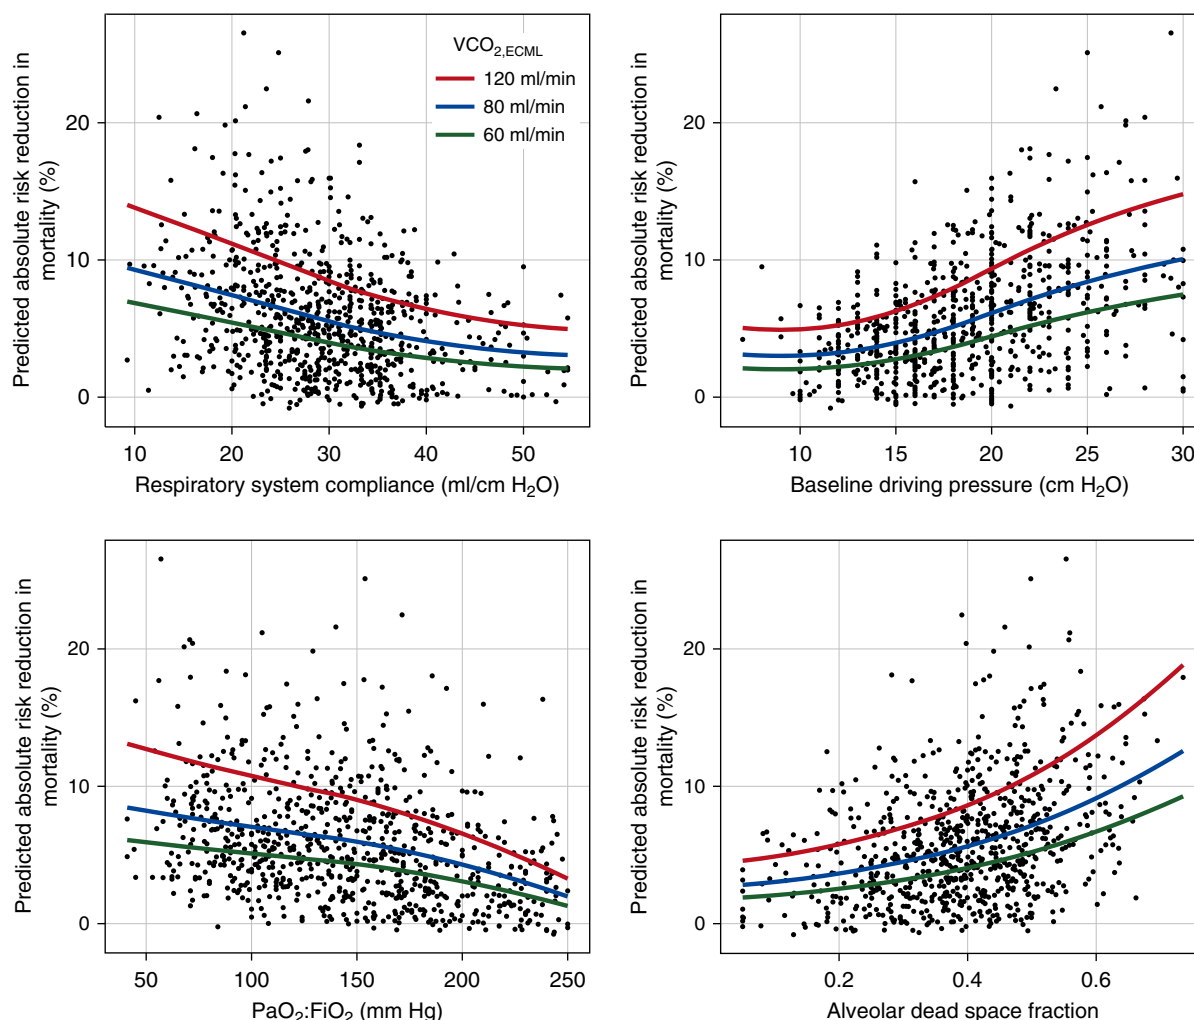 Predicted absolute risk reduction in
mortality (%)
20
10
0
VCO2,ECML
120 ml/min
80 ml/min
60 ml/min
10 20 30 40 50
Respiratory system compliance (ml/cm H2O)
Predicted absolute risk reduction in
mortality (%)
20
10
0
10 15 20 25 30
Baseline driving pressure (cm H2O)
Predicted absolute risk reduction in
mortality (%)
20
10
0
50 100 150 200 250
PaO2:FiO2 (mm Hg)
Predicted absolute risk reduction in
mortality (%)
20
10
0
0.2 0.4 0.6
Alveolar dead space fraction